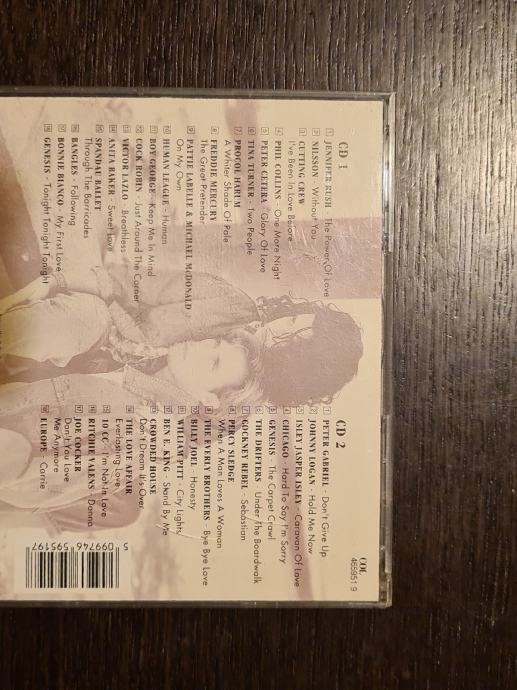 COL 465951 9
CD 1
1 JENNIFER RUSH · The Power Of Love
2 NILSSON · Without You
3 CUTTING CREW ·
I've Been In Love Before
4 PHIL COLLINS · One More Night
5 PETER CETERA · Glory Of Love
6 TINA TURNER · Two People
7 PROCOL HARUM ·
A Whiter Shade Of Pale
8 FREDDIE MERCURY ·
The Great Pretender
9 PATTIE LABELLE & MICHAEL McDONALD ·
On My Own
10 HUMAN LEAGUE · Human
11 BOY GEORGE · Keep Me In Mind
12 COCK ROBIN · Just Around The Corner
13 VICTOR LAZLO · Breathless
14 ANITA BAKER · Sweet Love
15 SPANDAU BALLET ·
Through The Barricades
16 BANGLES · Following
17 BONNIE BIANCO · My First Love
18 GENESIS · Tonight Tonight Tonight
CD 2
1 PETER GABRIEL · Don't Give Up
2 JOHNNY LOGAN · Hold Me Now
3 ISLEY JASPER ISLEY · Caravan Of Love
4 CHICAGO · Hard To Say I'm Sorry
5 GENESIS · The Carpet Crawl
6 THE DRIFTERS · Under The Boardwalk
7 COCKNEY REBEL · Sebastian
8 PERCY SLEDGE ·
When A Man Loves A Woman
9 THE EVERLY BROTHERS · Bye Bye Love
10 BILLY JOEL · Honesty
11 WILLIAM PITT · City Lights
12 BEN E. KING · Stand By Me
13 CROWDED HOUSE ·
Don't Dream It's Over
14 THE LOVE AFFAIR ·
Everlasting Love
15 10 CC · I'm Not In Love
16 RITCHIE VALENS · Donna
17 JOE COCKER ·
Don't You Love
Me Anymore
18 EUROPE · Carrie
5 099746 595197